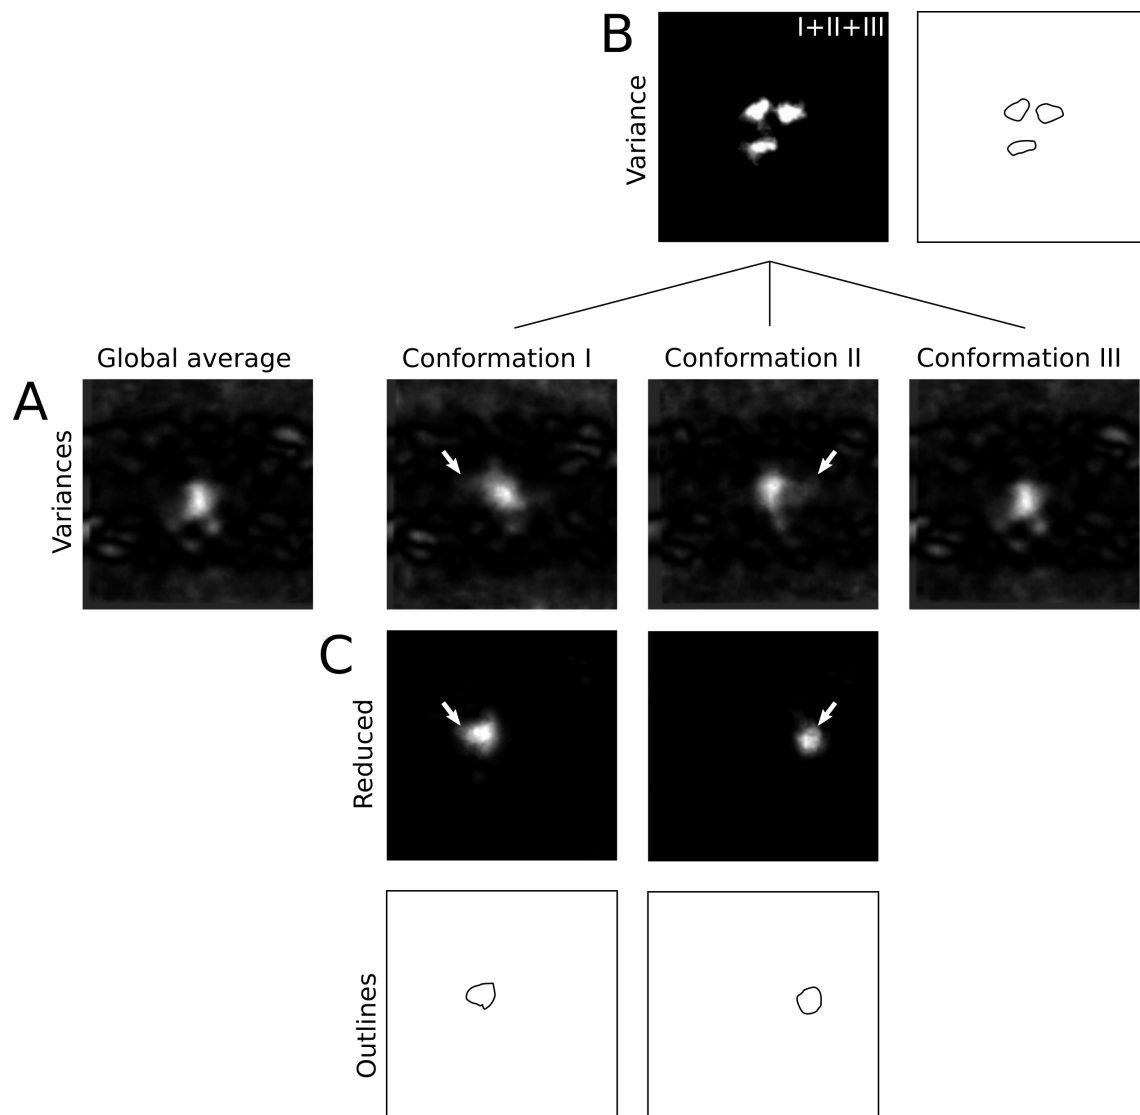 B
I+II+III
Variance
Global average
Conformation I
Conformation II
Conformation III
A
Variances
C
Reduced
Outlines